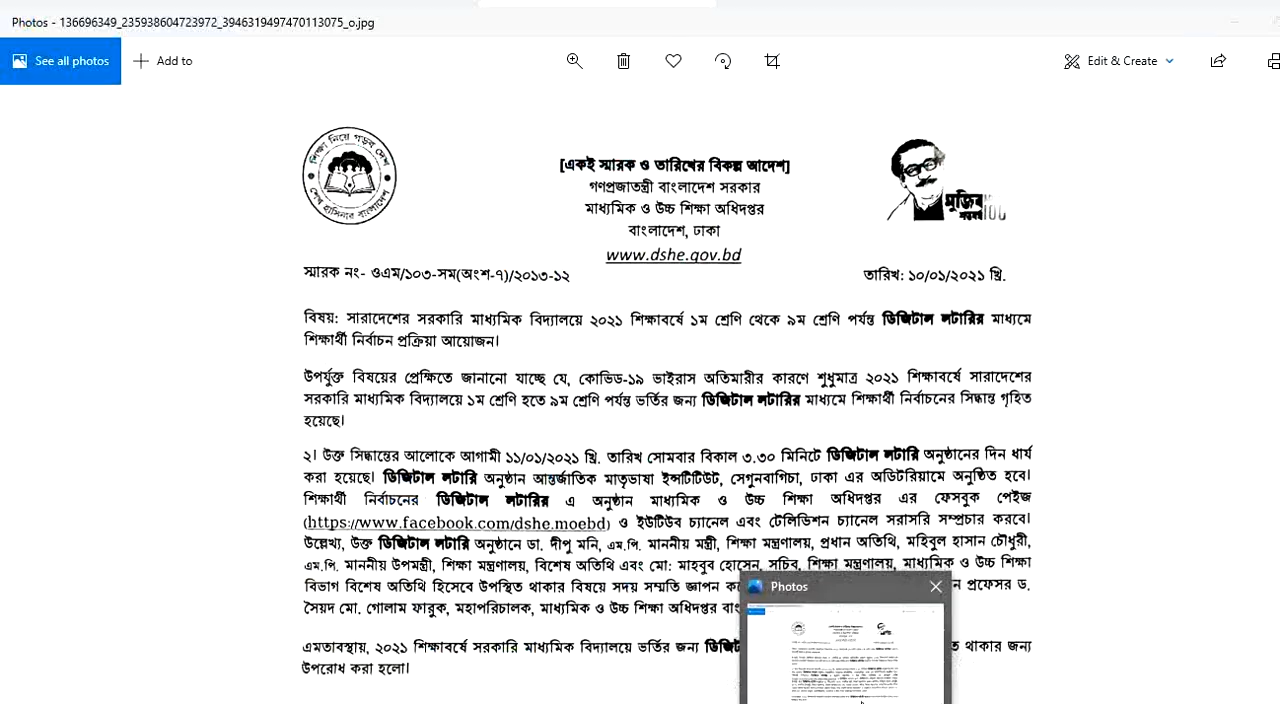 Photos - 136696349_235938604723972_3946319497470113075_o.jpg
See all photos
Add to
Edit & Create
শিক্ষা নিয়ে গড়ব দেশ
শেখ হাসিনার বাংলাদেশ
[একই স্মারক ও তারিখের বিকল্প আদেশ]
গণপ্রজাতন্ত্রী বাংলাদেশ সরকার
মাধ্যমিক ও উচ্চ শিক্ষা অধিদপ্তর
বাংলাদেশ, ঢাকা
www.dshe.gov.bd
মুজিব
শতবর্ষ 100
স্মারক নং- ওএম/১০৩-সম(অংশ-৭)/২০১৩-১২
তারিখ: ১০/০১/২০২১ খ্রি.
বিষয়: সারাদেশের সরকারি মাধ্যমিক বিদ্যালয়ে ২০২১ শিক্ষাবর্ষে ১ম শ্রেণি থেকে ৯ম শ্রেণি পর্যন্ত ডিজিটাল লটারির মাধ্যমে
শিক্ষার্থী নির্বাচন প্রক্রিয়া আয়োজন।
উপর্যুক্ত বিষয়ের প্রেক্ষিতে জানানো যাচ্ছে যে, কোভিড-১৯ ভাইরাস অতিমারীর কারণে শুধুমাত্র ২০২১ শিক্ষাবর্ষে সারাদেশের
সরকারি মাধ্যমিক বিদ্যালয়ে ১ম শ্রেণি হতে ৯ম শ্রেণি পর্যন্ত ভর্তির জন্য ডিজিটাল লটারির মাধ্যমে শিক্ষার্থী নির্বাচনের সিদ্ধান্ত গৃহিত
হয়েছে।
২। উক্ত সিদ্ধান্তের আলোকে আগামী ১১/০১/২০২১ খ্রি. তারিখ সোমবার বিকাল ৩.৩০ মিনিটে ডিজিটাল লটারি অনুষ্ঠানের দিন ধার্য
করা হয়েছে। ডিজিটাল লটারি অনুষ্ঠান আন্তর্জাতিক মাতৃভাষা ইন্সটিটিউট, সেগুনবাগিচা, ঢাকা এর অডিটরিয়ামে অনুষ্ঠিত হবে।
শিক্ষার্থী নির্বাচনের ডিজিটাল লটারির এ অনুষ্ঠান মাধ্যমিক ও উচ্চ শিক্ষা অধিদপ্তর এর ফেসবুক পেইজ
(https://www.facebook.com/dshe.moebd) ও ইউটিউব চ্যানেল এবং টেলিভিশন চ্যানেল সরাসরি সম্প্রচার করবে।
উল্লেখ্য, উক্ত ডিজিটাল লটারি অনুষ্ঠানে ডা. দীপু মনি, এম.পি. মাননীয় মন্ত্রী, শিক্ষা মন্ত্রণালয়, প্রধান অতিথি, মহিবুল হাসান চৌধুরী,
এম.পি. মাননীয় উপমন্ত্রী, শিক্ষা মন্ত্রণালয়, বিশেষ অতিথি এবং মো: মাহবুব হোসেন, সচিব, শিক্ষা মন্ত্রণালয়, মাধ্যমিক ও উচ্চ শিক্ষা
বিভাগ বিশেষ অতিথি হিসেবে উপস্থিত থাকার বিষয়ে সদয় সম্মতি জ্ঞাপন ন প্রফেসর ড.
সৈয়দ মো. গোলাম ফারুক, মহাপরিচালক, মাধ্যমিক ও উচ্চ শিক্ষা অধিদপ্তর
এমতাবস্থায়, ২০২১ শিক্ষাবর্ষে সরকারি মাধ্যমিক বিদ্যালয়ে ভর্তির জন্য ত থাকার জন্য
উপরোধ করা হলো।
Photos